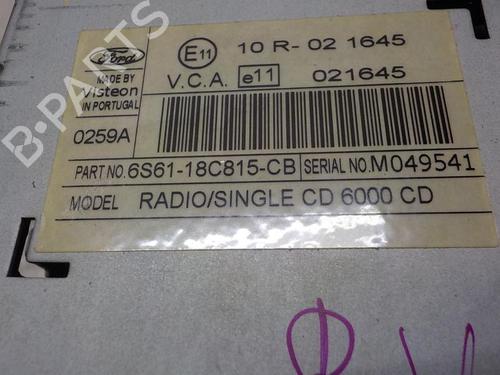 Ford
MADE BY
Visteon
IN PORTUGAL
E11 10 R- 02 1645
V.C.A. e11 021645
0259A
PART NO. 6S61-18C815-CB SERIAL NO. M049541
MODEL RADIO/SINGLE CD 6000 CD
B-PARTS